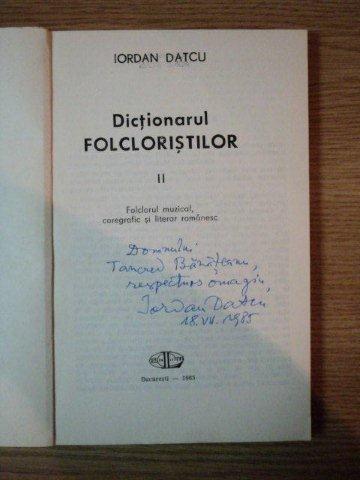 IORDAN DATCU
Dicționarul
FOLCLORIȘTILOR
II
Folclorul muzical,
coregrafic și literar românesc
Domnului
Tancred Bănățeanu,
respectuos omagiu,
Iordan Datcu
18.VII.1985
București — 1983